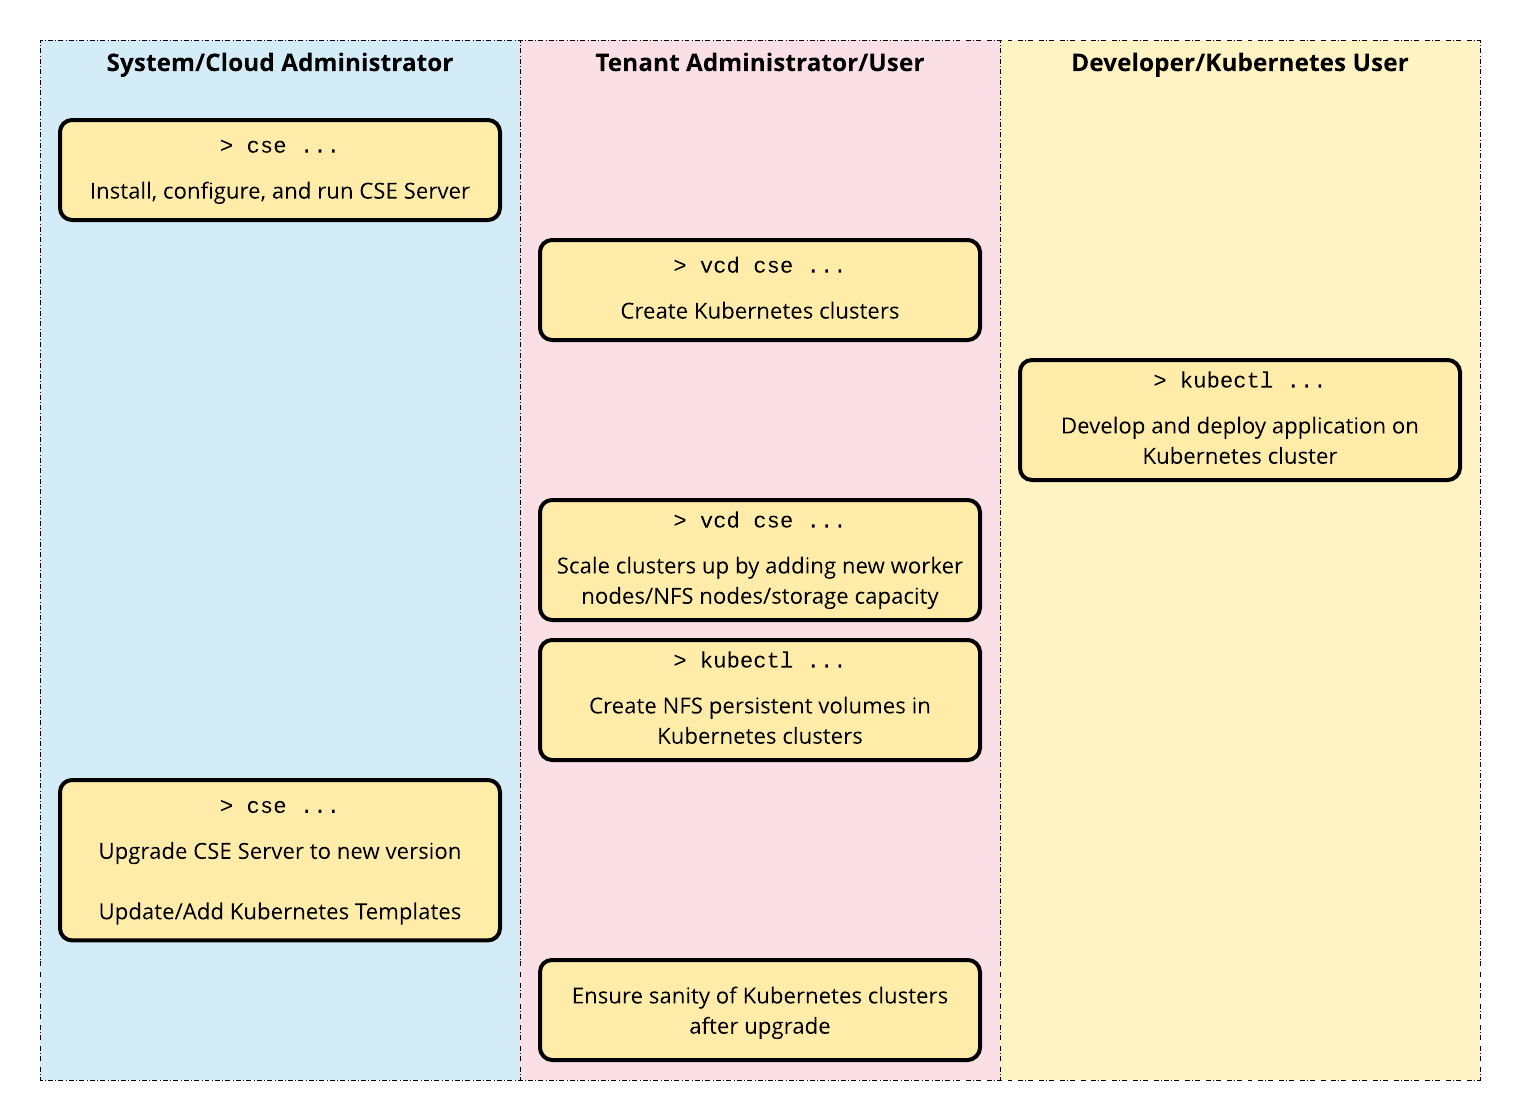 System/Cloud Administrator
Tenant Administrator/User
Developer/Kubernetes User
> cse ...
Install, configure, and run CSE Server
> vcd cse ...
Create Kubernetes clusters
> kubectl ...
Develop and deploy application on
Kubernetes cluster
> vcd cse ...
Scale clusters up by adding new worker
nodes/NFS nodes/storage capacity
> kubectl ...
Create NFS persistent volumes in
Kubernetes clusters
> cse ...
Upgrade CSE Server to new version
Update/Add Kubernetes Templates
Ensure sanity of Kubernetes clusters
after upgrade